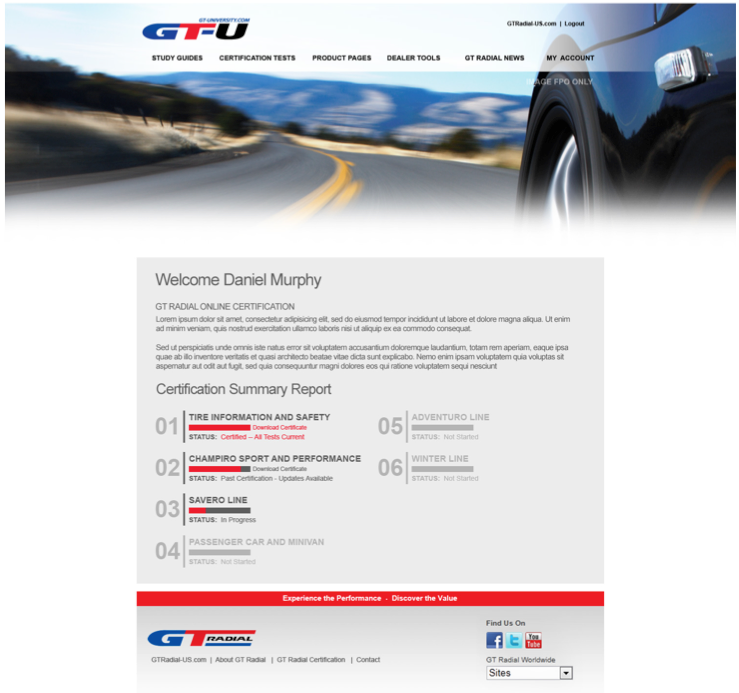 GT-UNIVERSITY.COM
GT-U
GTRadial-US.com | Logout
STUDY GUIDES CERTIFICATION TESTS PRODUCT PAGES DEALER TOOLS GT RADIAL NEWS MY ACCOUNT
FPO ONLY
Welcome Daniel Murphy
GT RADIAL ONLINE CERTIFICATION
Lorem ipsum dolor sit amet, consectetur adipisicing elit, sed do eiusmod tempor incididunt ut labore et dolore magna aliqua. Ut enim
ad minim veniam, quis nostrud exercitation ullamco laboris nisi ut aliquip ex ea commodo consequat.
Sed ut perspiciatis unde omnis iste natus error sit voluptatem accusantium doloremque laudantium, totam rem aperiam, eaque ipsa
quae ab illo inventore veritatis et quasi architecto beatae vitae dicta sunt explicabo. Nemo enim ipsam voluptatem quia voluptas sit
aspernatur aut odit aut fugit, sed quia consequuntur magni dolores eos qui ratione voluptatem sequi nesciunt
Certification Summary Report
01 TIRE INFORMATION AND SAFETY
Download Certificate
STATUS: Certified – All Tests Current
02 CHAMPIRO SPORT AND PERFORMANCE
Download Certificate
STATUS: Past Certification - Updates Available
03 SAVERO LINE
STATUS: In Progress
04 PASSENGER CAR AND MINIVAN
STATUS: Not Started
05 ADVENTURO LINE
STATUS: Not Started
06 WINTER LINE
STATUS: Not Started
Experience the Performance - Discover the Value
GT RADIAL
GTRadial-US.com | About GT Radial | GT Radial Certification | Contact
Find Us On
f t You Tube
GT Radial Worldwide
Sites